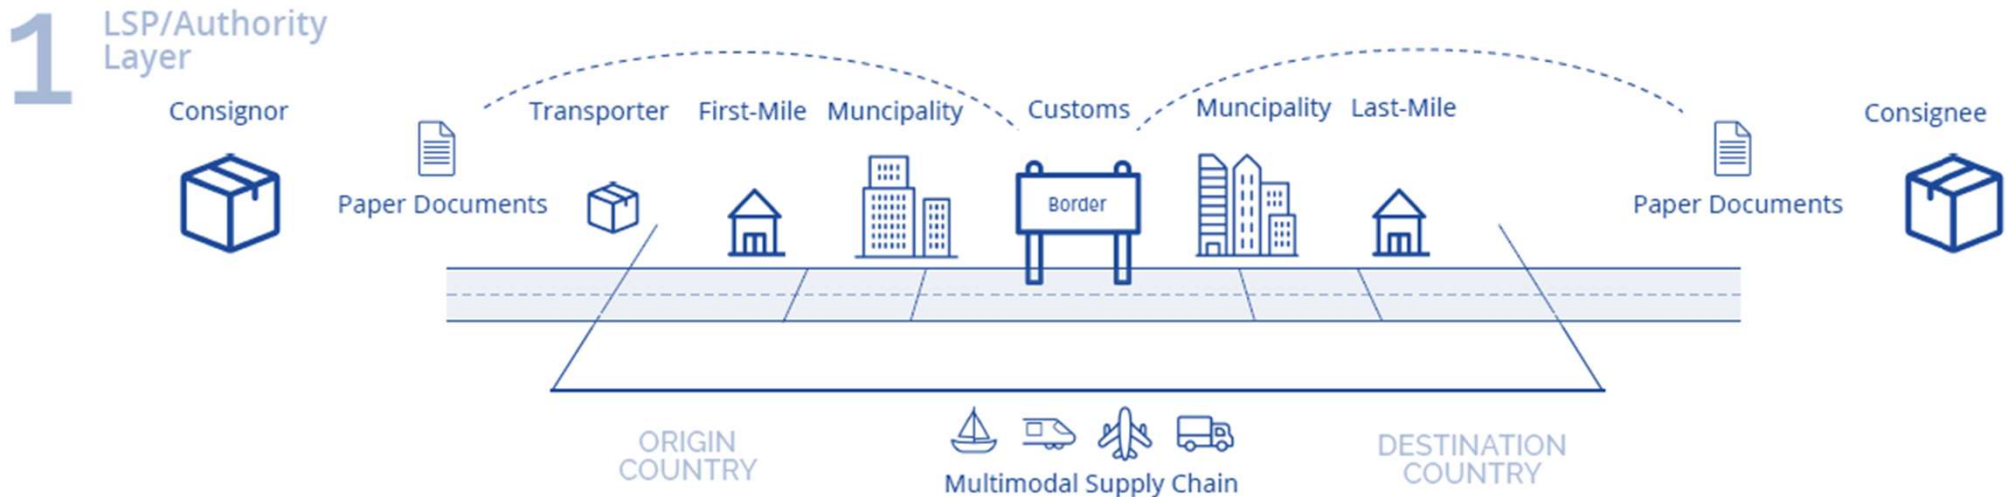 1
LSP/Authority
Layer
Consignor
Transporter
First-Mile
Muncipality
Customs
Muncipality
Last-Mile
Consignee
Paper Documents
Border
Paper Documents
ORIGIN
COUNTRY
DESTINATION
COUNTRY
Multimodal Supply Chain